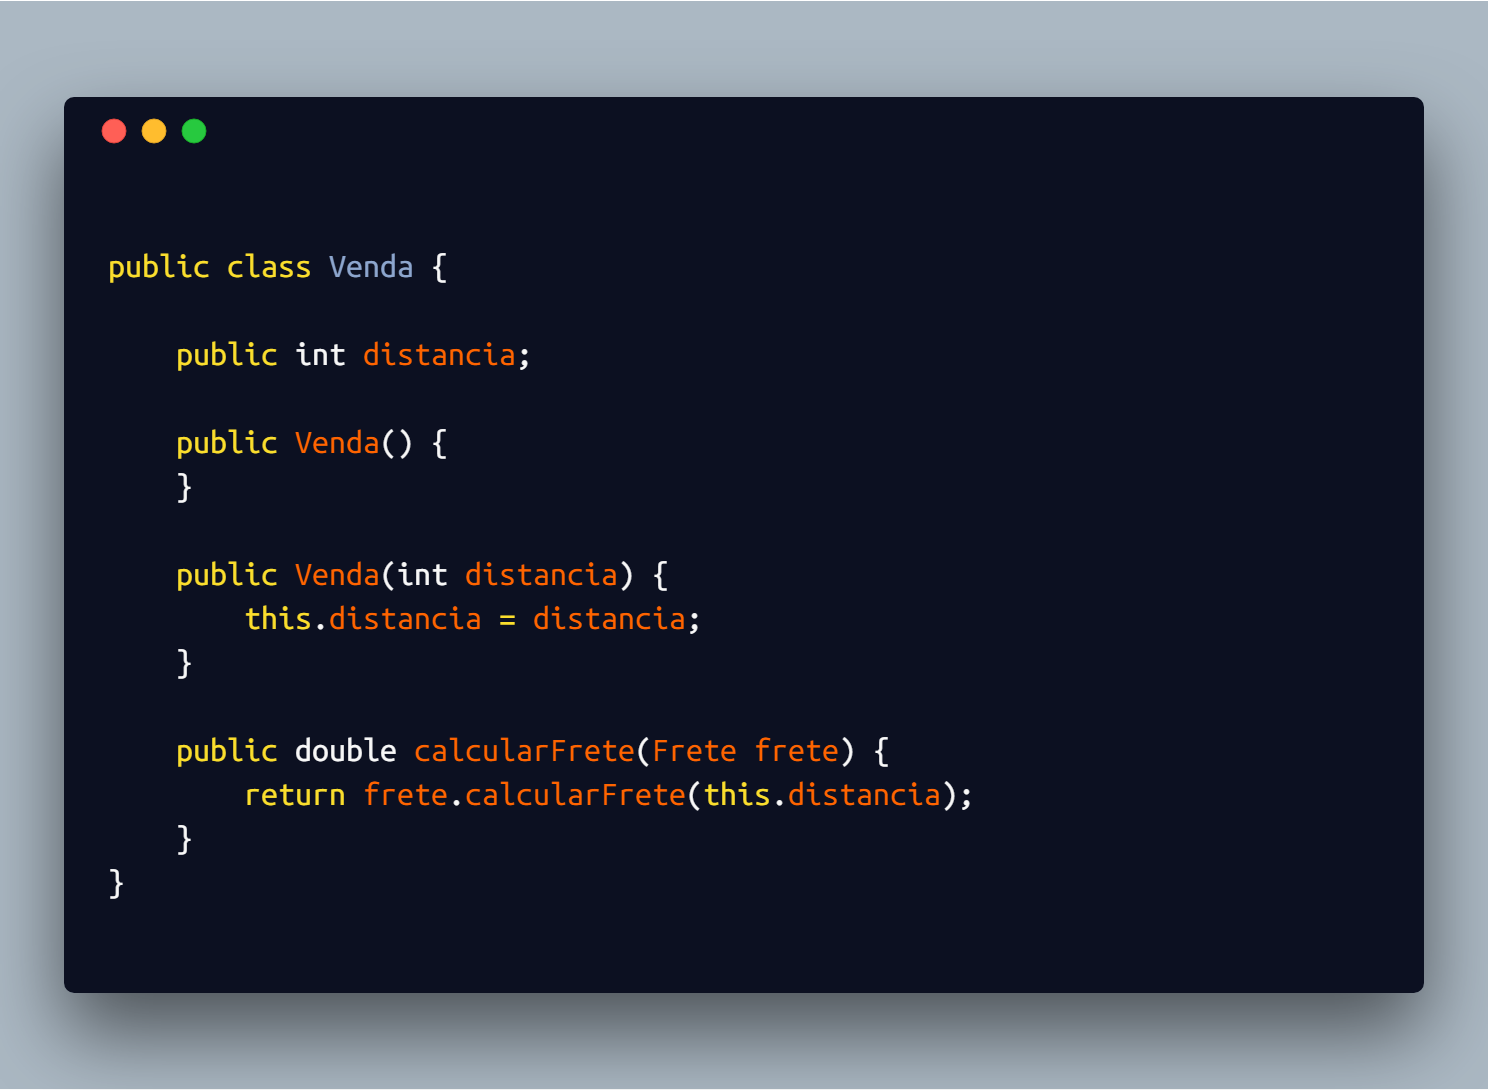 public class Venda {
    public int distancia;
    public Venda() {
    }
    public Venda(int distancia) {
        this.distancia = distancia;
    }
    public double calcularFrete(Frete frete) {
        return frete.calcularFrete(this.distancia);
    }
}